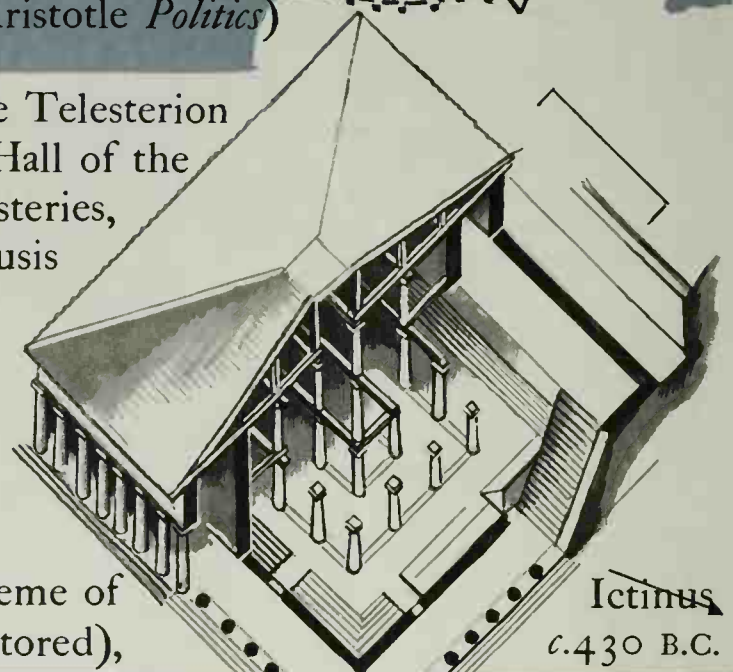 ristotle Politics)
e Telesterion
Hall of the
steries,
usis
eme of
tored),
Ictinus
c.430 B.C.